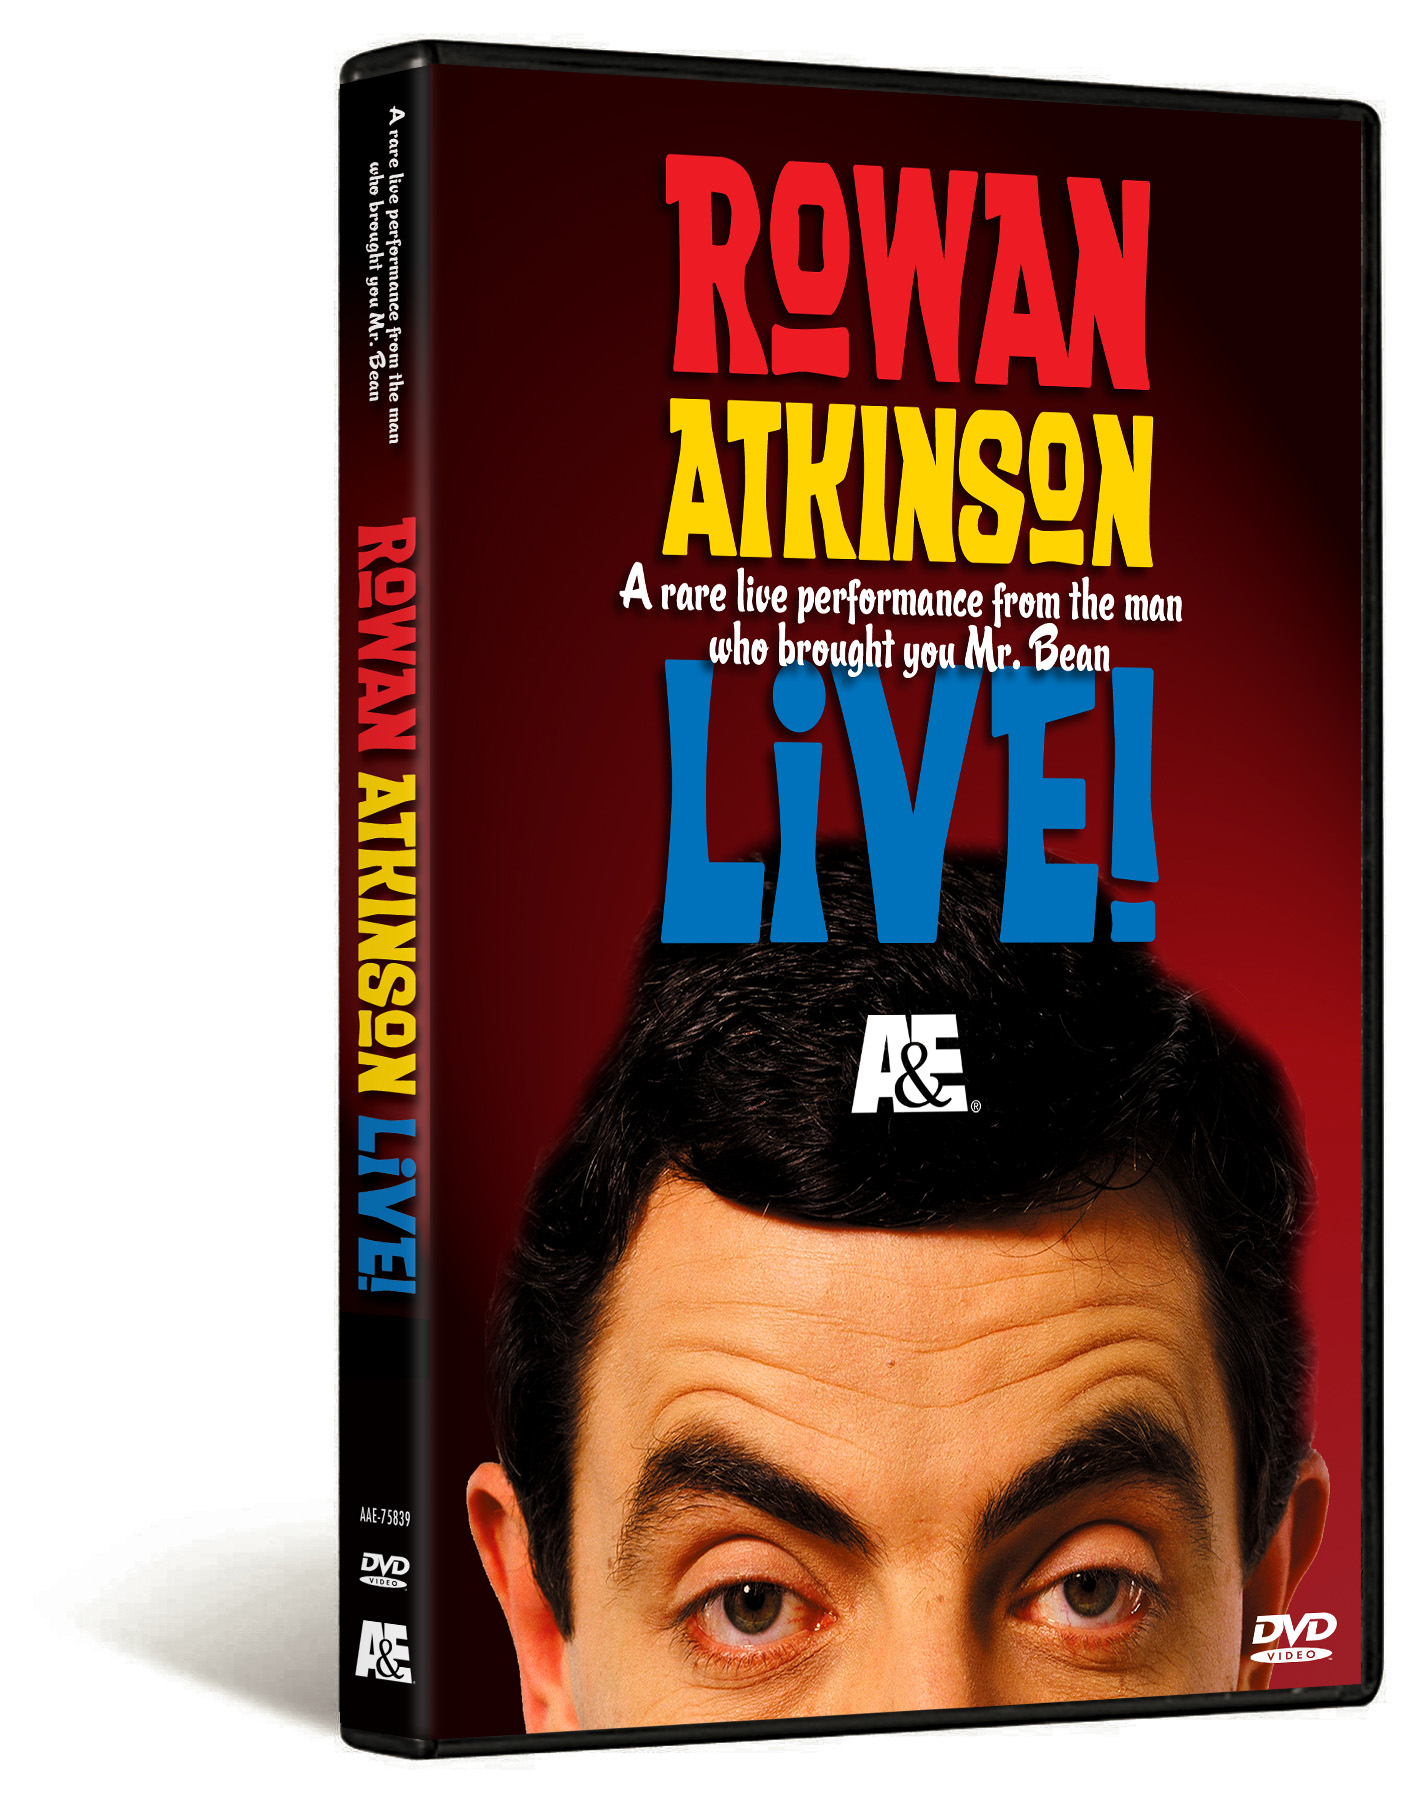 A rare live performance from the man
who brought you Mr. Bean
ROWAN ATKINSON LiVE!
AAE-75839
DVD
VIDEO
A&E
ROWAN
ATKINSON
A rare live performance from the man
who brought you Mr. Bean
LiVE!
A&E®
DVD
VIDEO